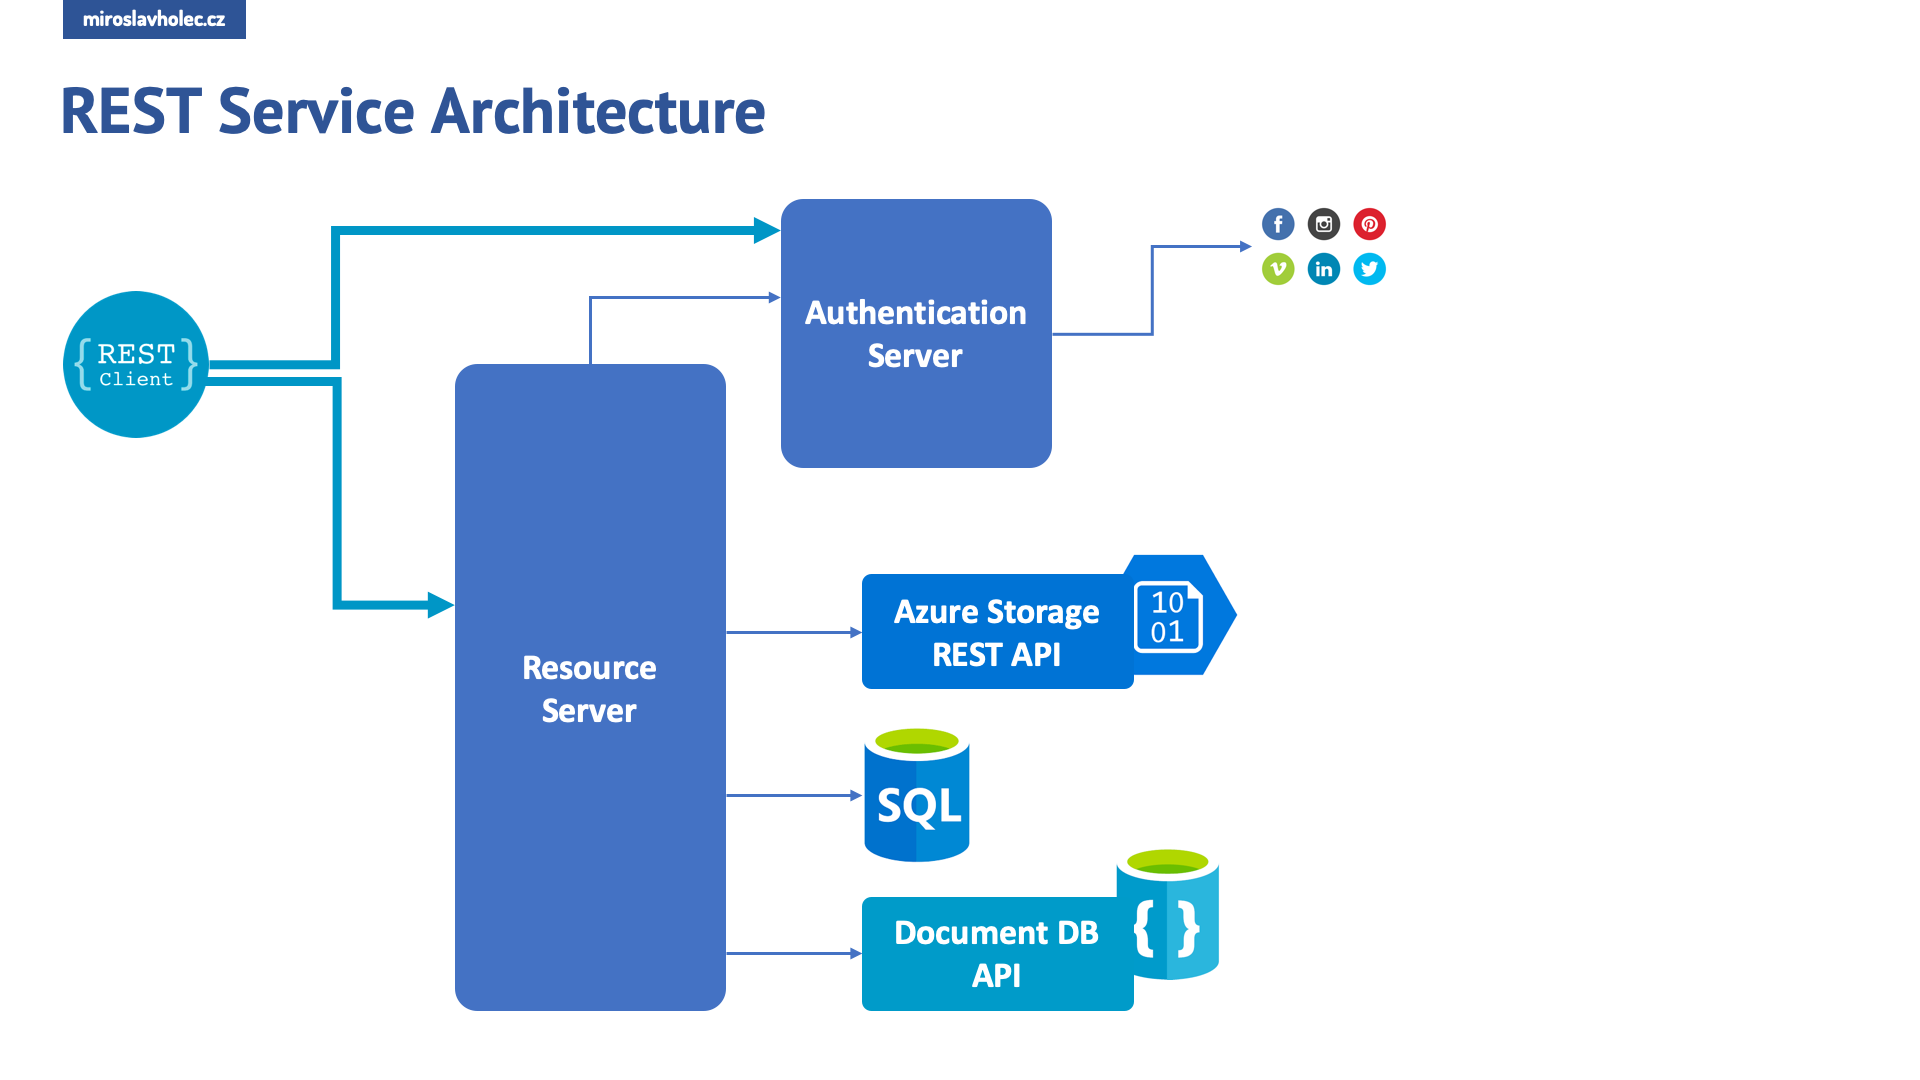 miroslavholec.cz
REST Service Architecture
{REST
Client}
Authentication
Server
f
in
Resource
Server
Azure Storage
REST API
10
01
SQL
Document DB
API
{ }